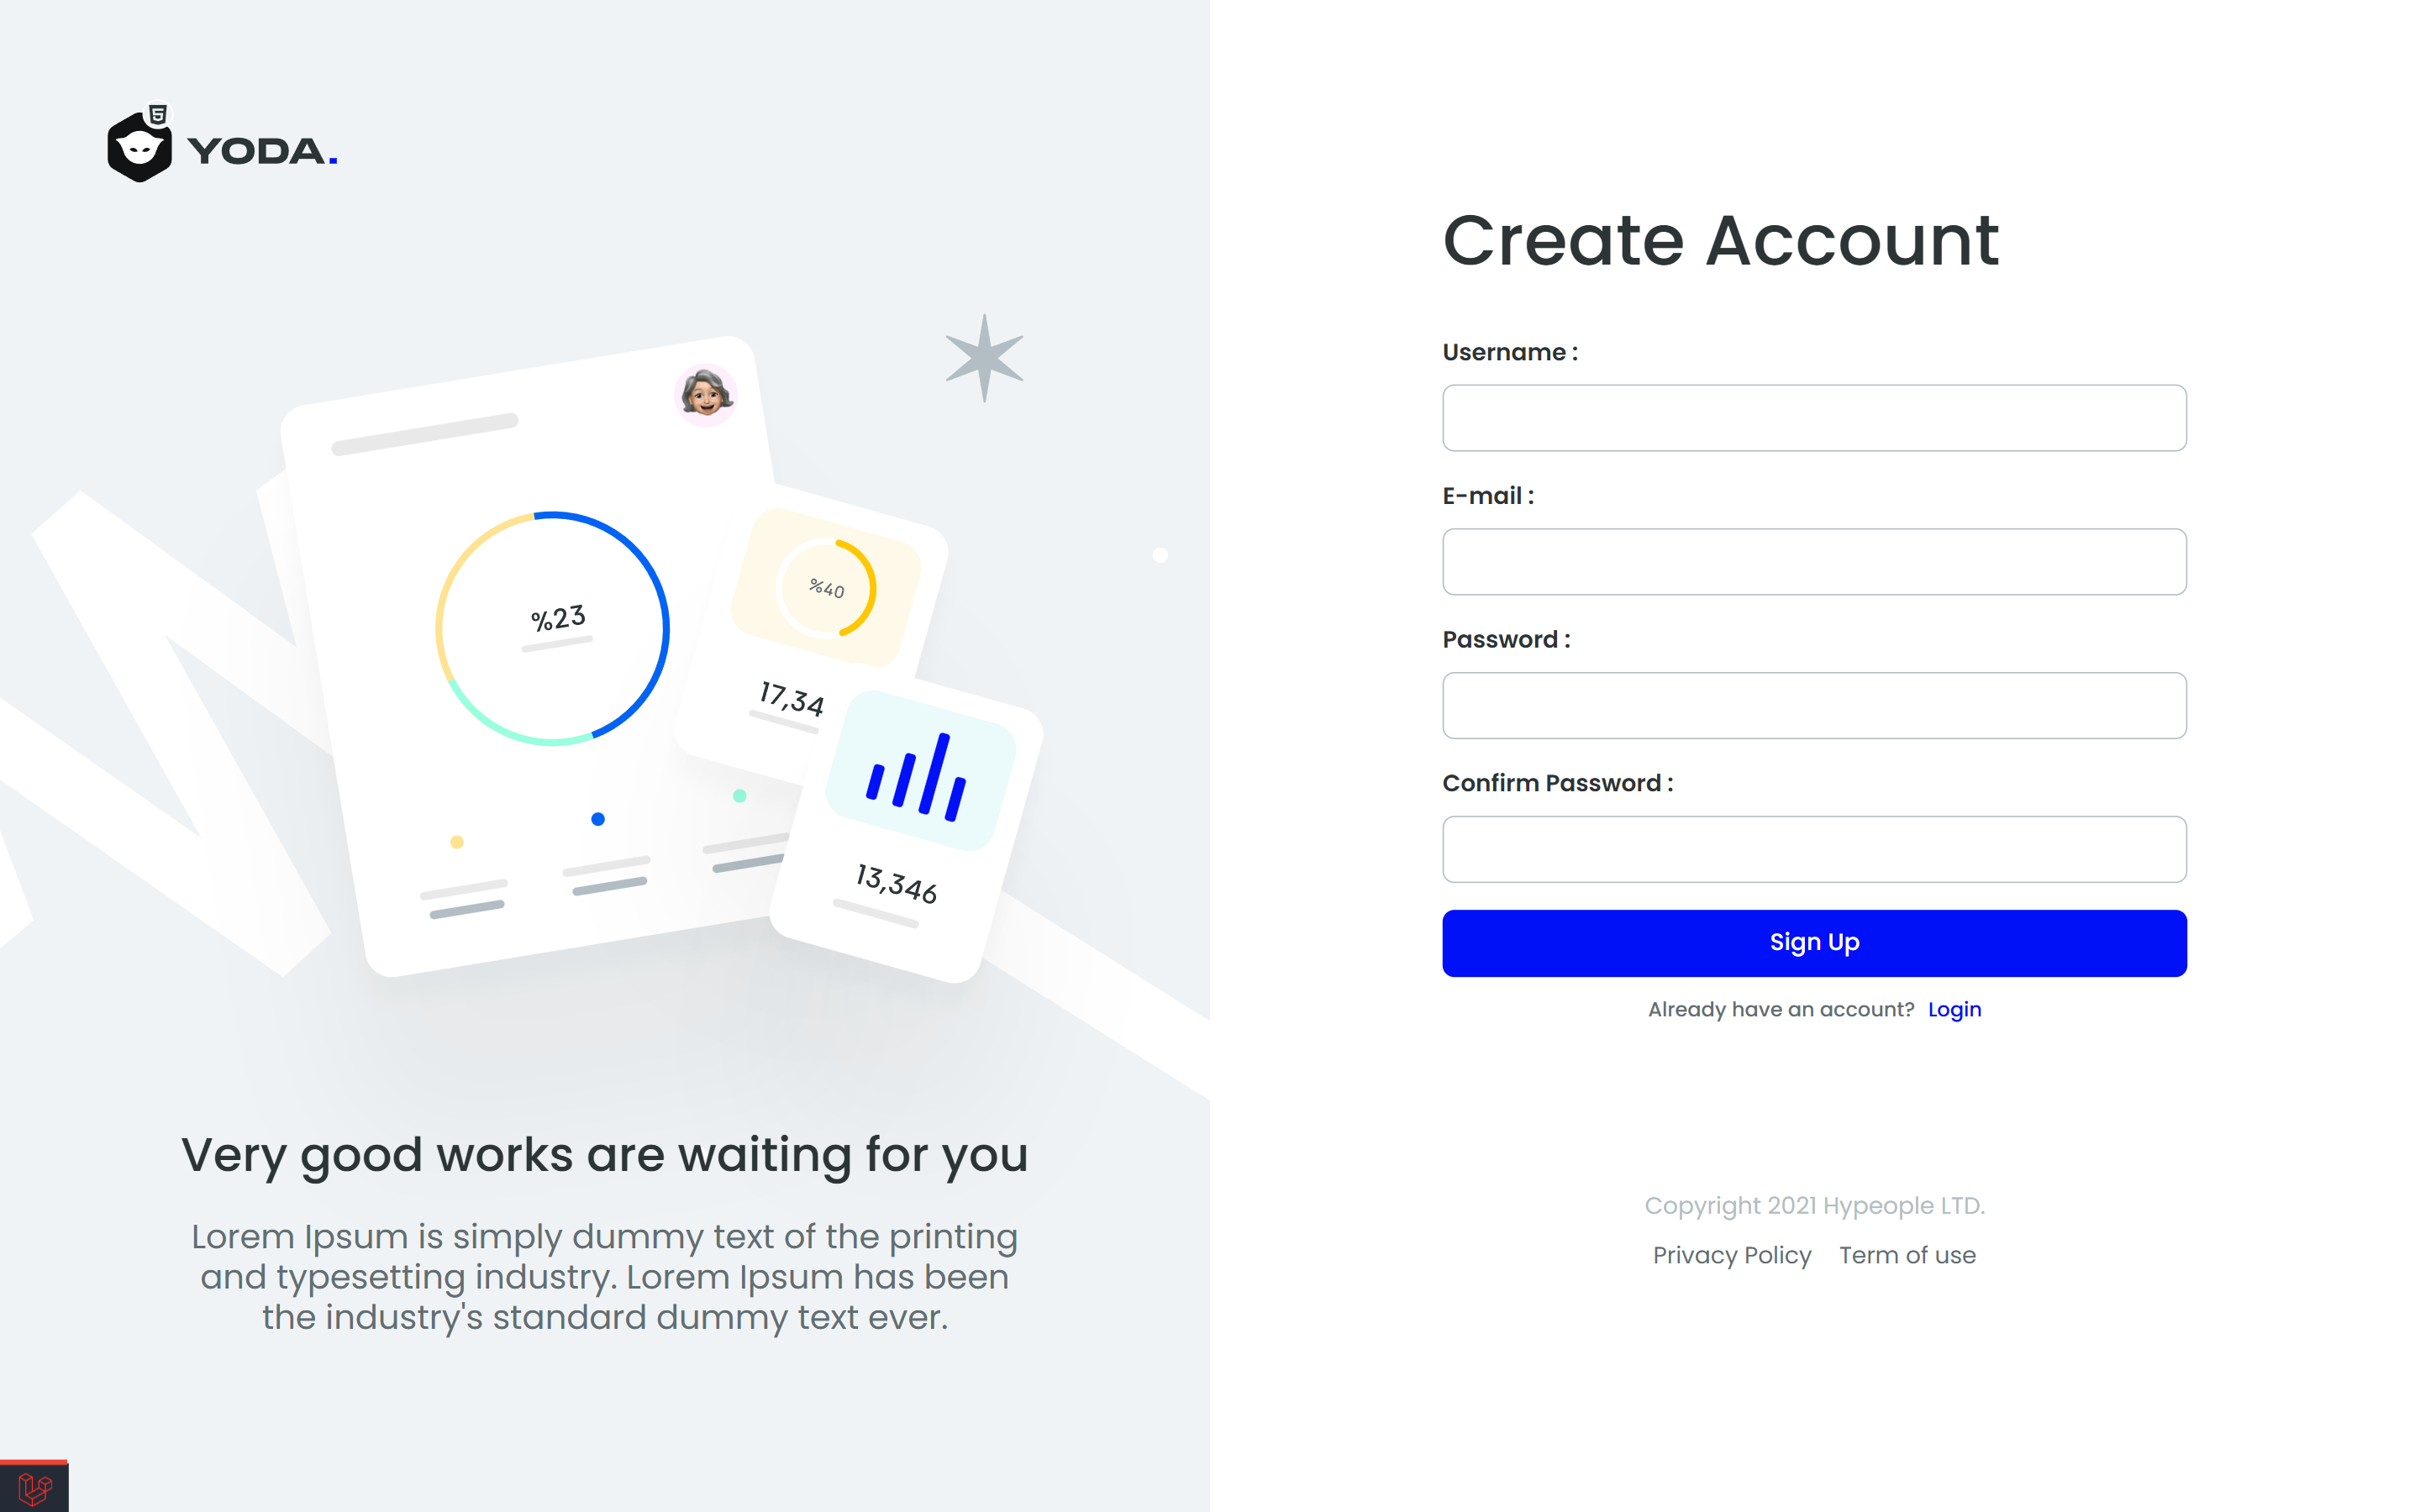 YODA.
%23
%40
17,34
13,346
Very good works are waiting for you
Lorem Ipsum is simply dummy text of the printing
and typesetting industry. Lorem Ipsum has been
the industry's standard dummy text ever.
Create Account
Username :
E-mail :
Password :
Confirm Password :
Sign Up
Already have an account? Login
Copyright 2021 Hypeople LTD.
Privacy Policy Term of use